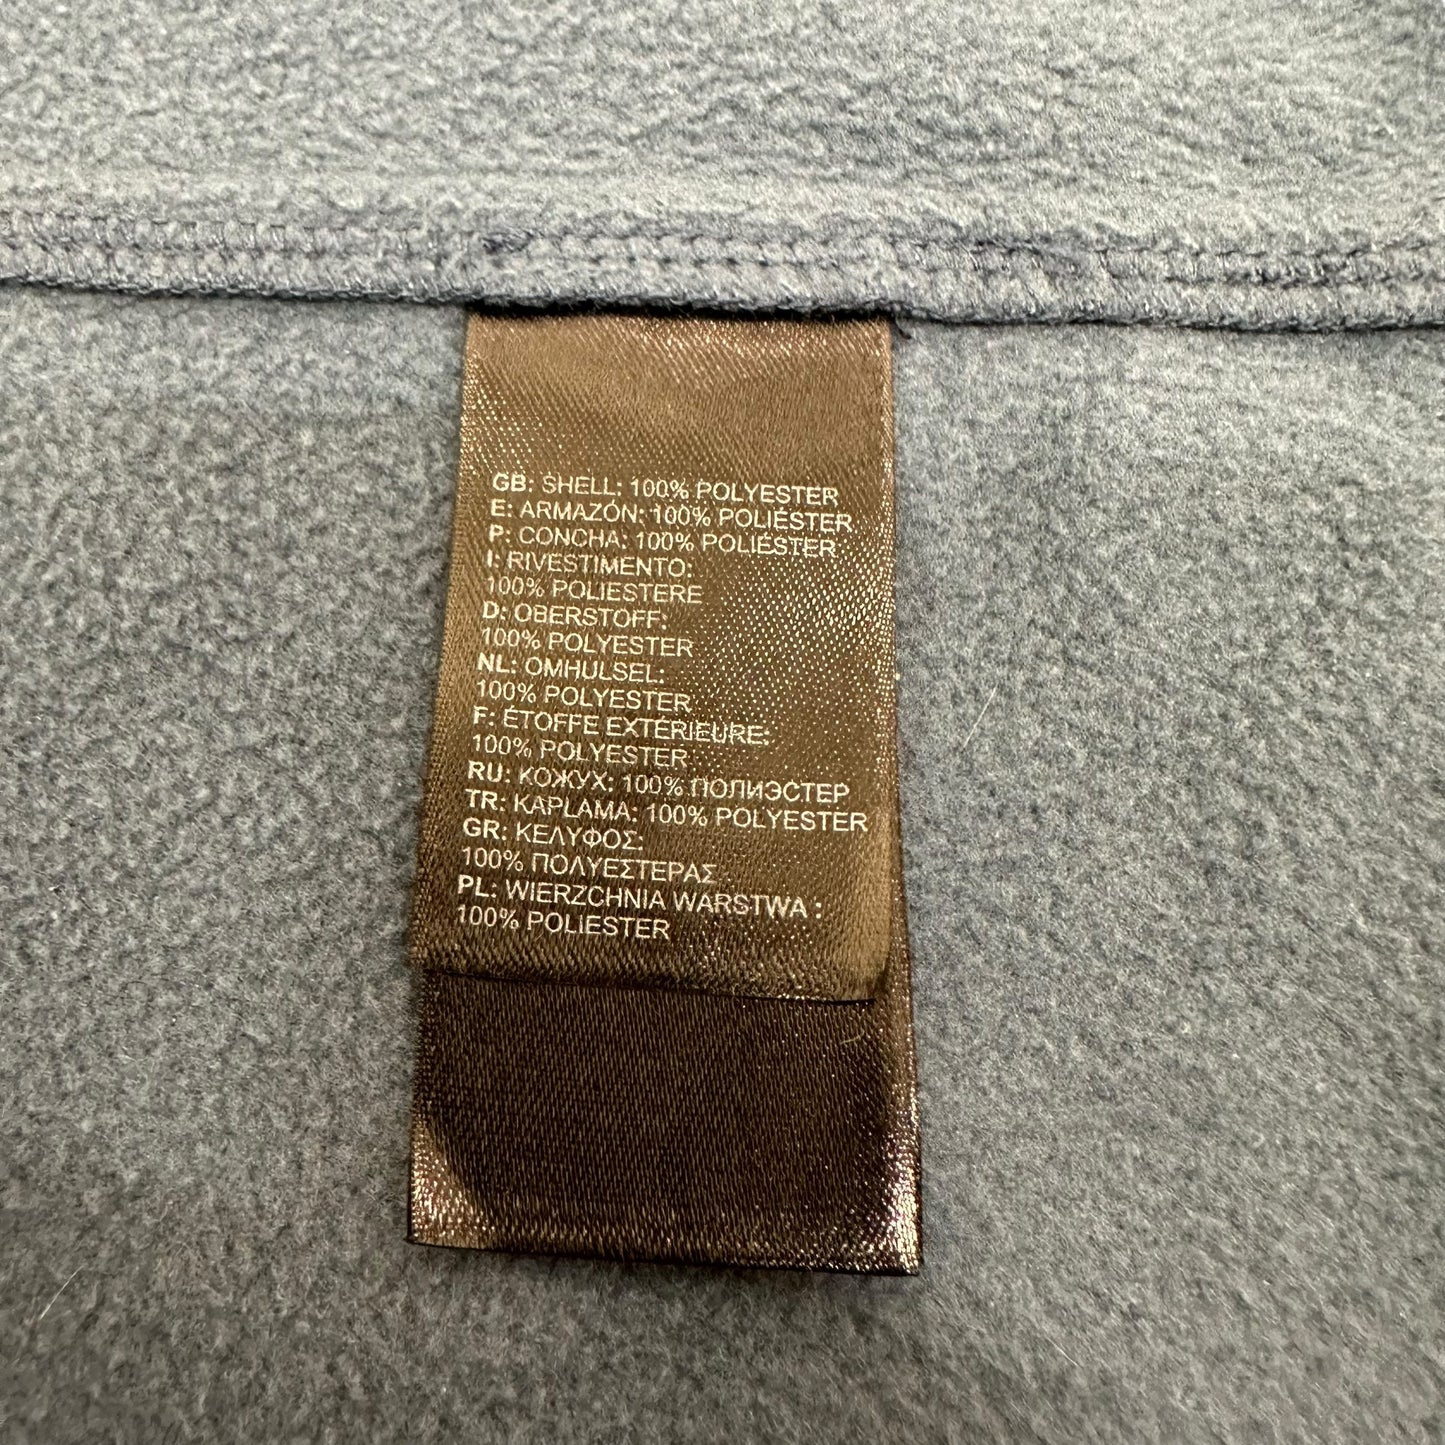 GB: SHELL: 100% POLYESTER
E: ARMAZÓN: 100% POLIÉSTER
P: CONCHA: 100% POLIÉSTER
I: RIVESTIMENTO:
100% POLIESTERE
D: OBERSTOFF:
100% POLYESTER
NL: OMHULSEL:
100% POLYESTER
F: ÉTOFFE EXTÉRIEURE:
100% POLYESTER
RU: КОЖУХ: 100% ПОЛИЭСТЕР
TR: KAPLAMA: 100% POLYESTER
GR: ΚΕΛΥΦΟΣ:
100% ΠΟΛΥΕΣΤΕΡΑΣ
PL: WIERZCHNIA WARSTWA :
100% POLIESTER